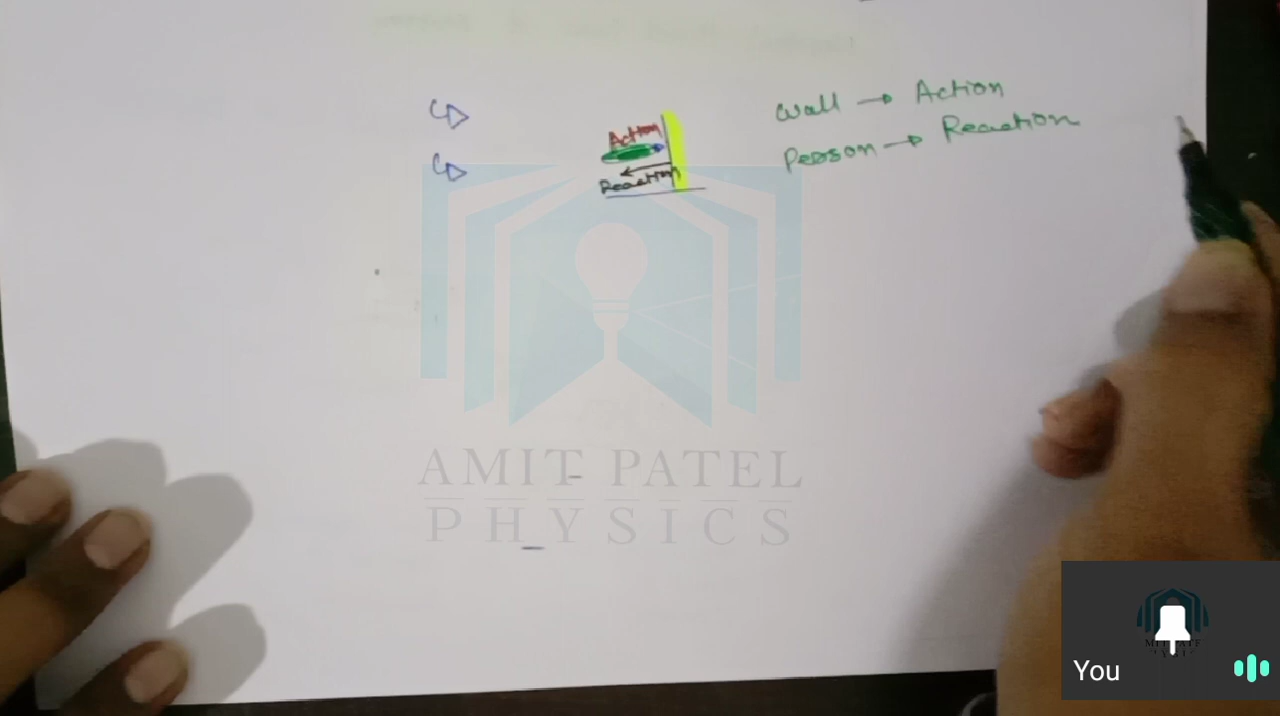 Wall → Action
Person → Reaction
Action
Reaction
AMIT PATEL
PHYSICS
You